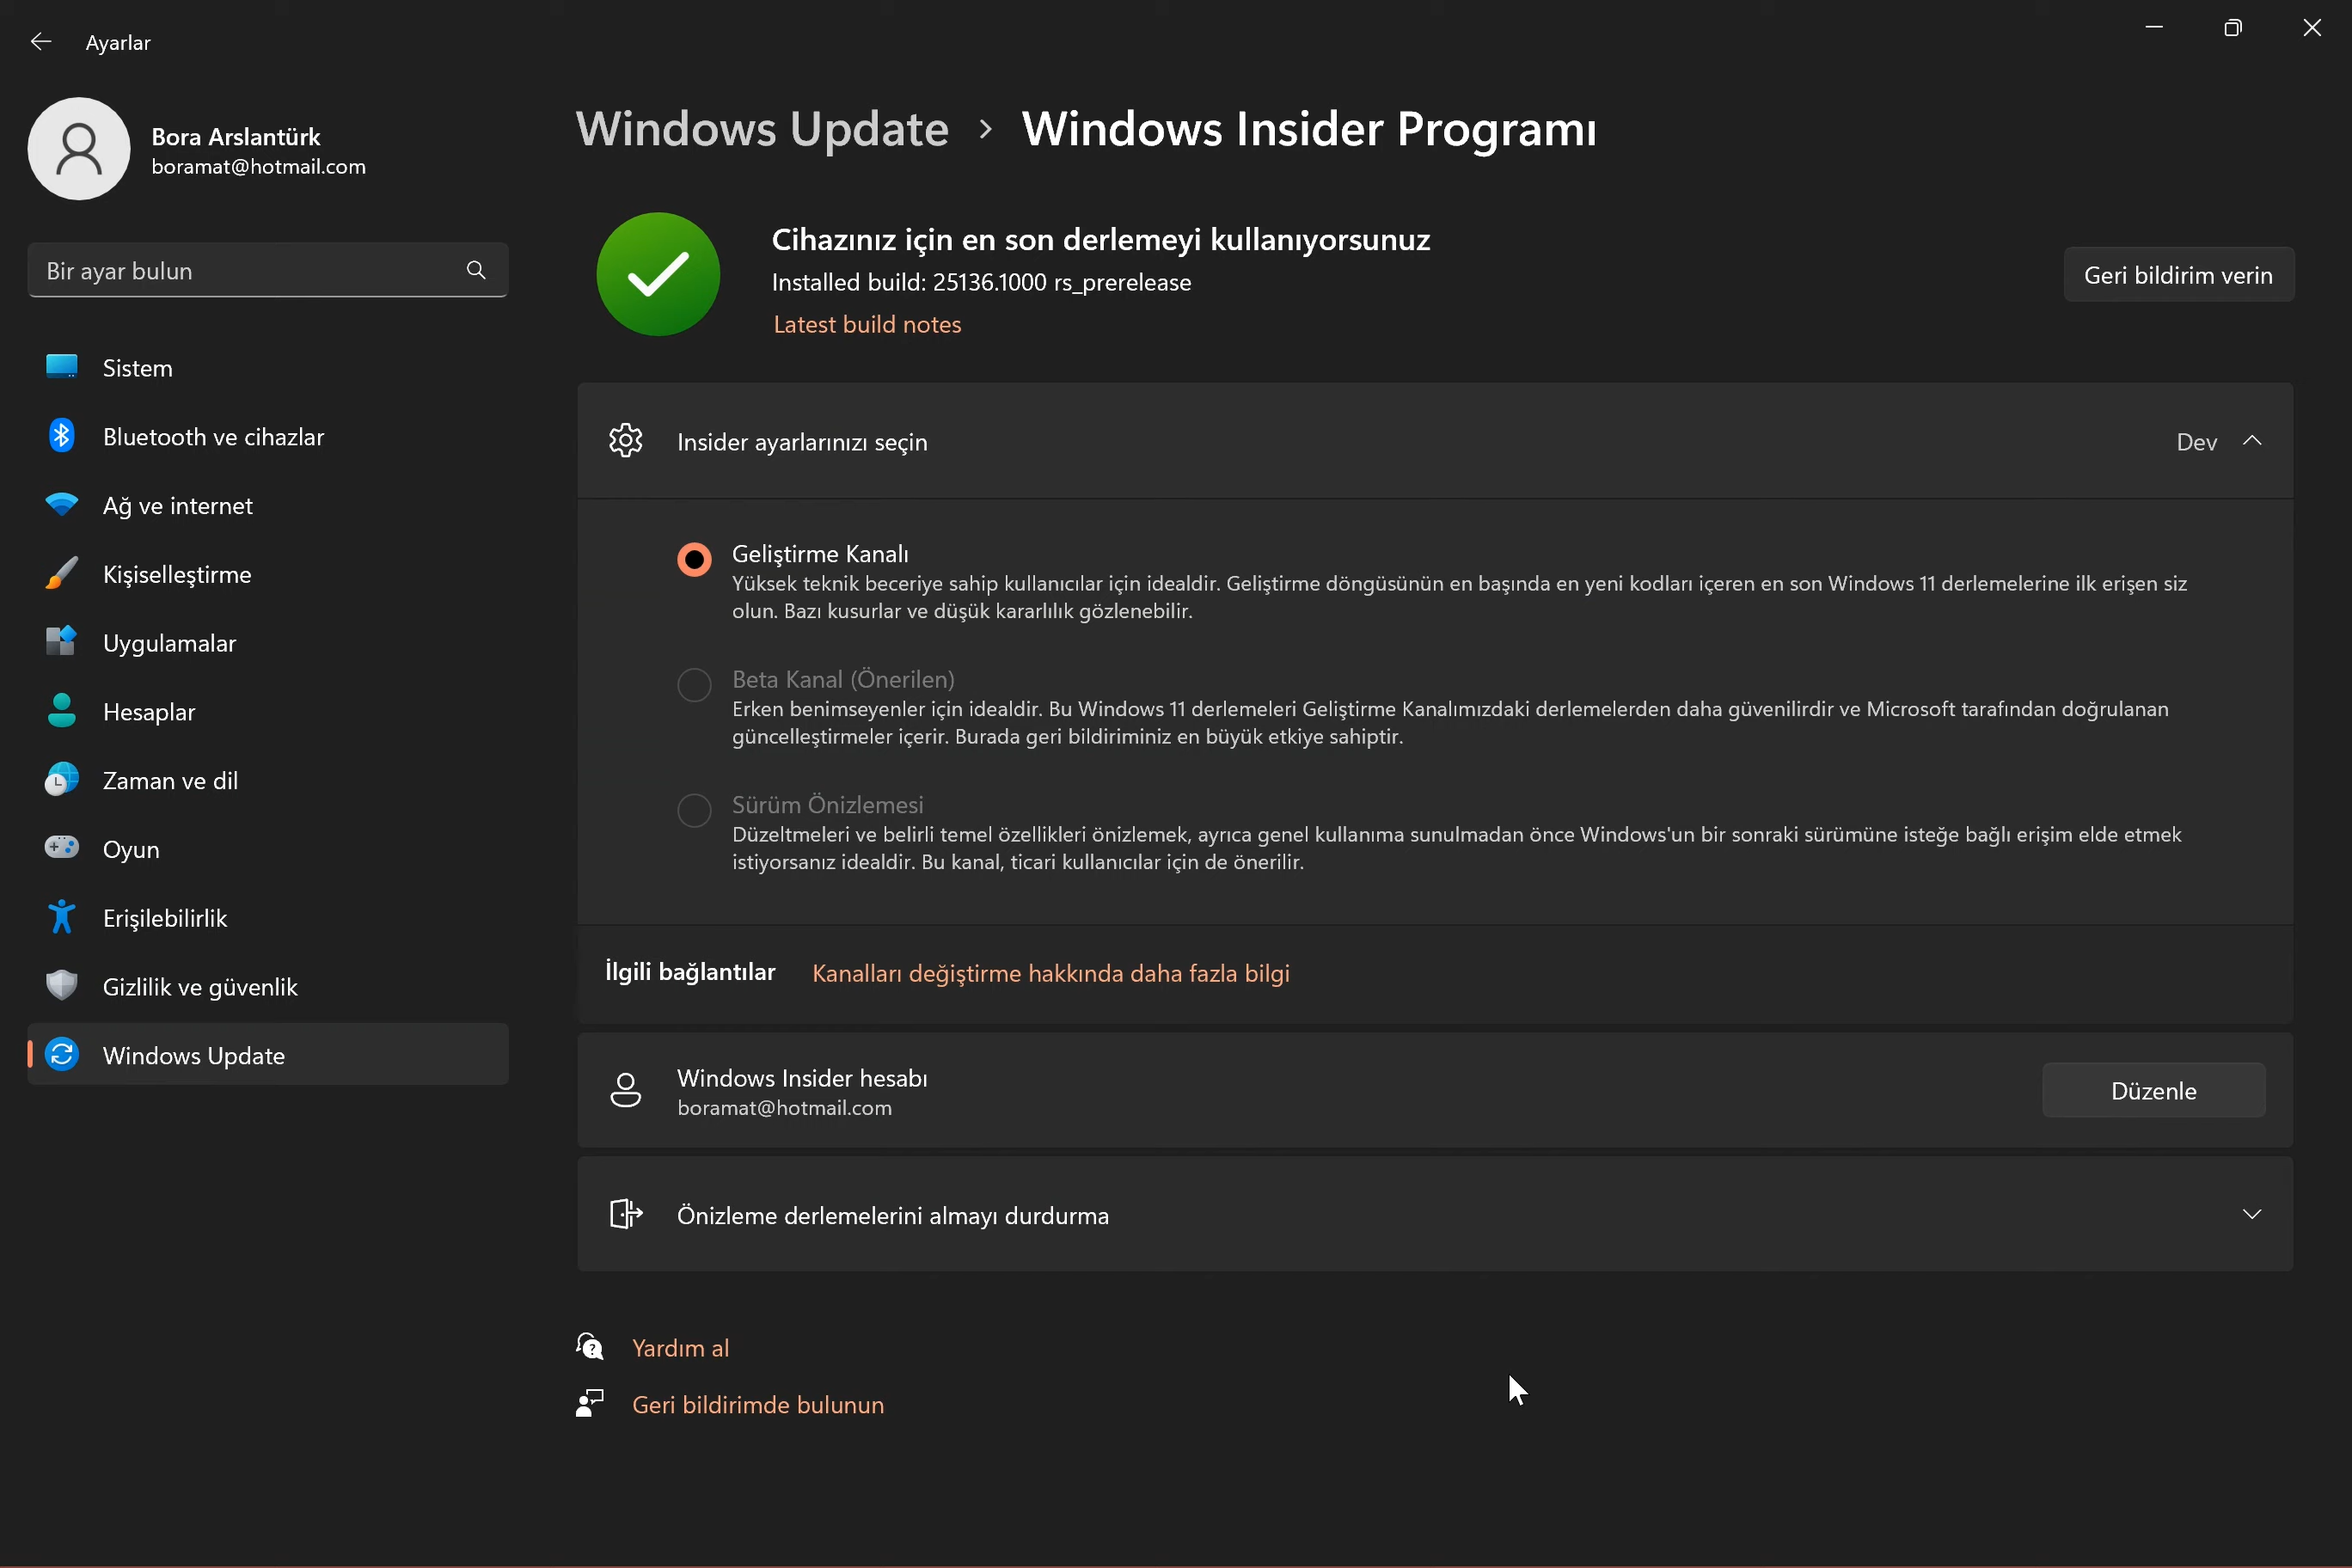 Ayarlar
Bora Arslantürk
boramat@hotmail.com
Bir ayar bulun
Sistem
Bluetooth ve cihazlar
Ağ ve internet
Kişiselleştirme
Uygulamalar
Hesaplar
Zaman ve dil
Oyun
Erişilebilirlik
Gizlilik ve güvenlik
Windows Update
Windows Update › Windows Insider Programı
Cihazınız için en son derlemeyi kullanıyorsunuz
Installed build: 25136.1000 rs_prerelease
Latest build notes
Geri bildirim verin
Insider ayarlarınızı seçin
Dev
Geliştirme Kanalı
Yüksek teknik beceriye sahip kullanıcılar için idealdir. Geliştirme döngüsünün en başında en yeni kodları içeren en son Windows 11 derlemelerine ilk erişen siz
olun. Bazı kusurlar ve düşük kararlılık gözlenebilir.
Beta Kanal (Önerilen)
Erken benimseyenler için idealdir. Bu Windows 11 derlemeleri Geliştirme Kanalımızdaki derlemelerden daha güvenilirdir ve Microsoft tarafından doğrulanan
güncelleştirmeler içerir. Burada geri bildiriminiz en büyük etkiye sahiptir.
Sürüm Önizlemesi
Düzeltmeleri ve belirli temel özellikleri önizlemek, ayrıca genel kullanıma sunulmadan önce Windows'un bir sonraki sürümüne isteğe bağlı erişim elde etmek
istiyorsanız idealdir. Bu kanal, ticari kullanıcılar için de önerilir.
İlgili bağlantılar
Kanalları değiştirme hakkında daha fazla bilgi
Windows Insider hesabı
boramat@hotmail.com
Düzenle
Önizleme derlemelerini almayı durdurma
Yardım al
Geri bildirimde bulunun